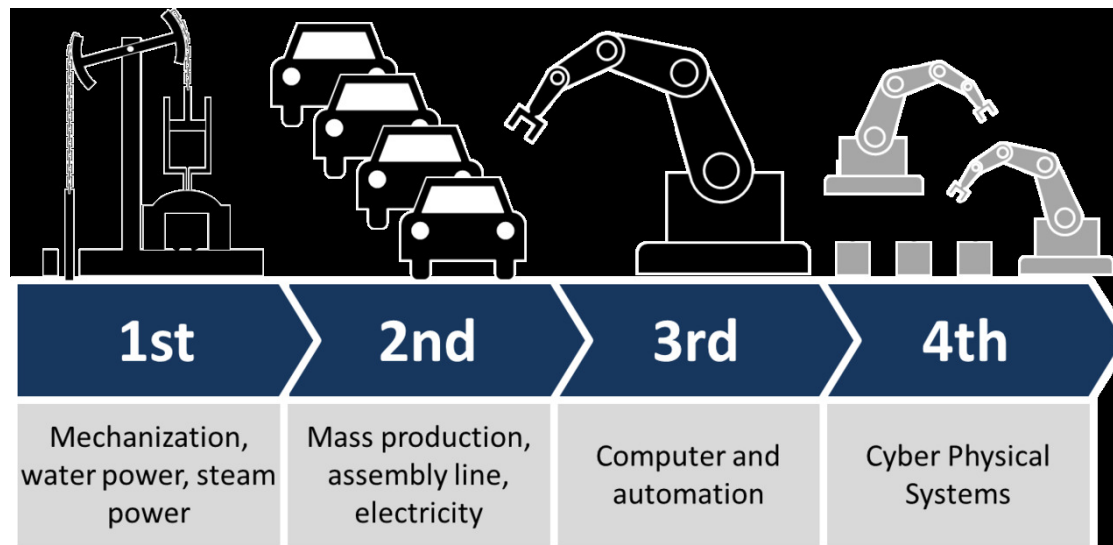 1st
2nd
3rd
4th
Mechanization,
water power, steam
power
Mass production,
assembly line,
electricity
Computer and
automation
Cyber Physical
Systems